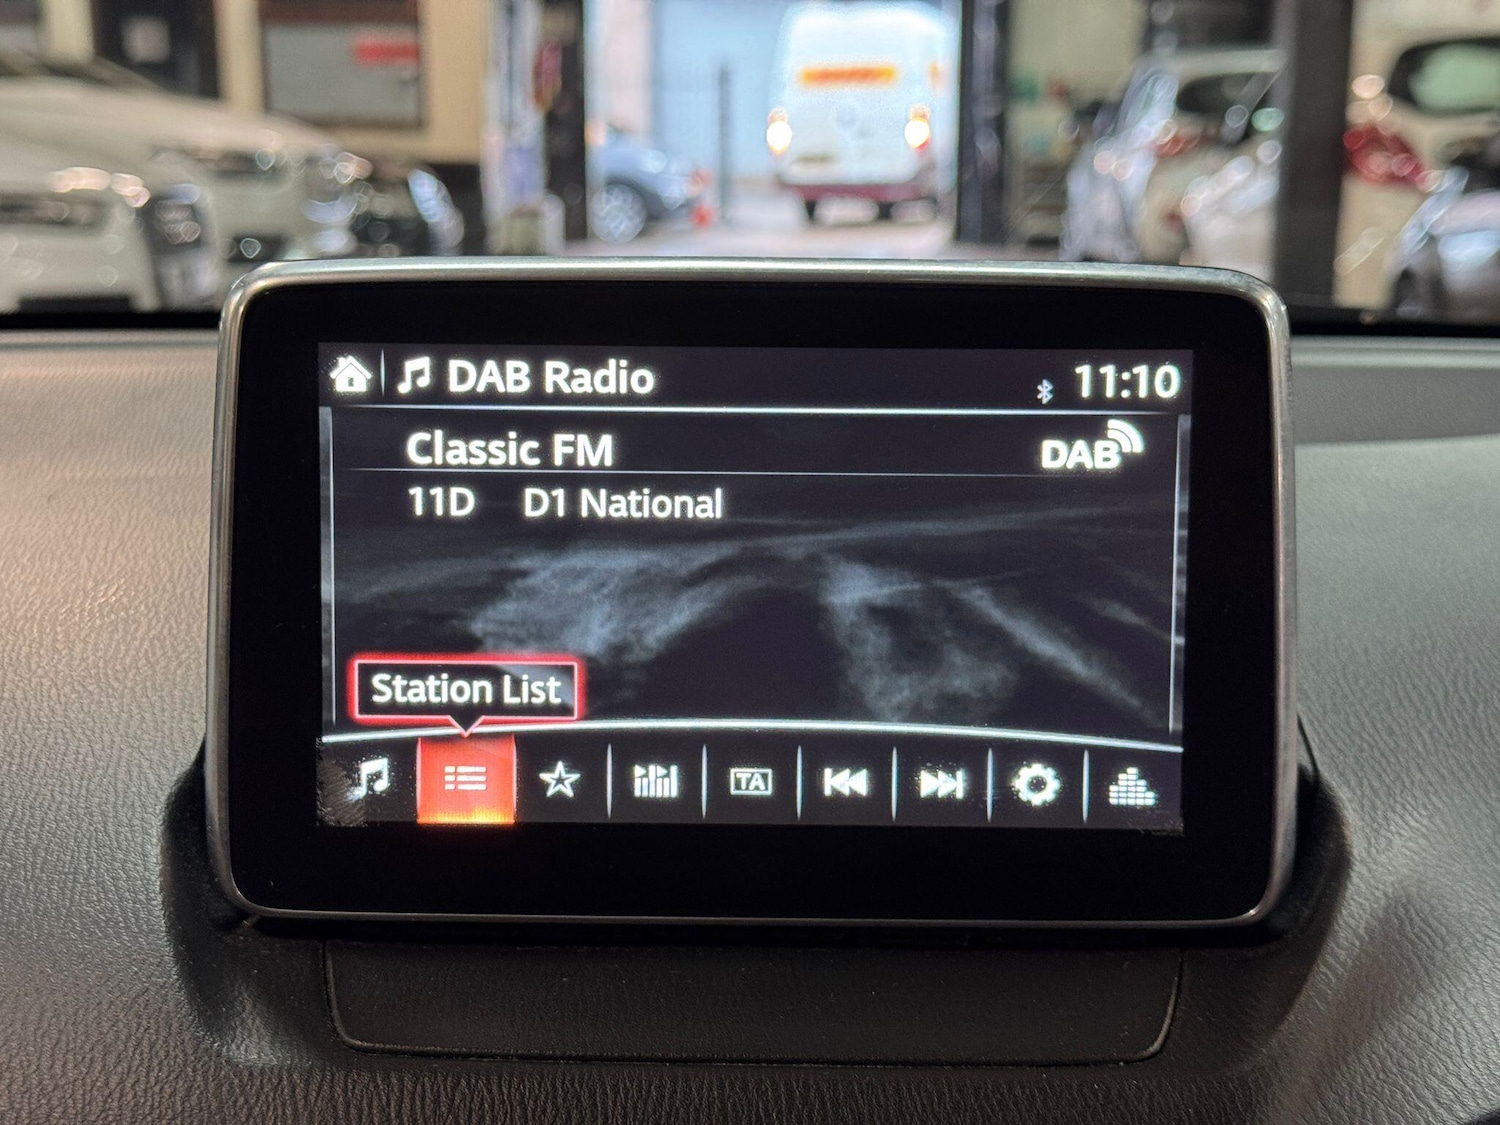 DAB Radio
11:10
Classic FM
DAB
11D D1 National
Station List
TA